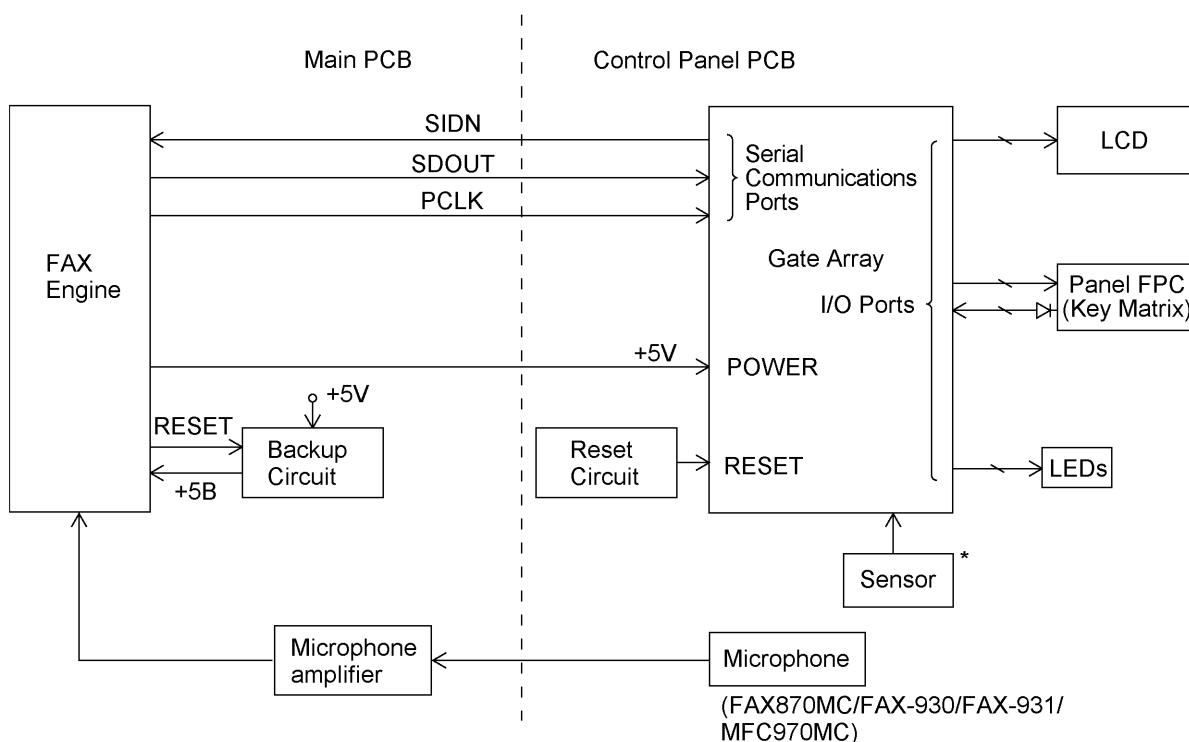 Main PCB
Control Panel PCB
SIDN
SDOUT
PCLK
Serial
Communications
Ports
LCD
FAX
Engine
Gate Array
I/O Ports
Panel FPC
(Key Matrix)
+5V
POWER
+5V
RESET
Backup
Circuit
+5B
Reset
Circuit
RESET
LEDs
Sensor
*
Microphone
amplifier
Microphone
(FAX870MC/FAX-930/FAX-931/
MFC970MC)